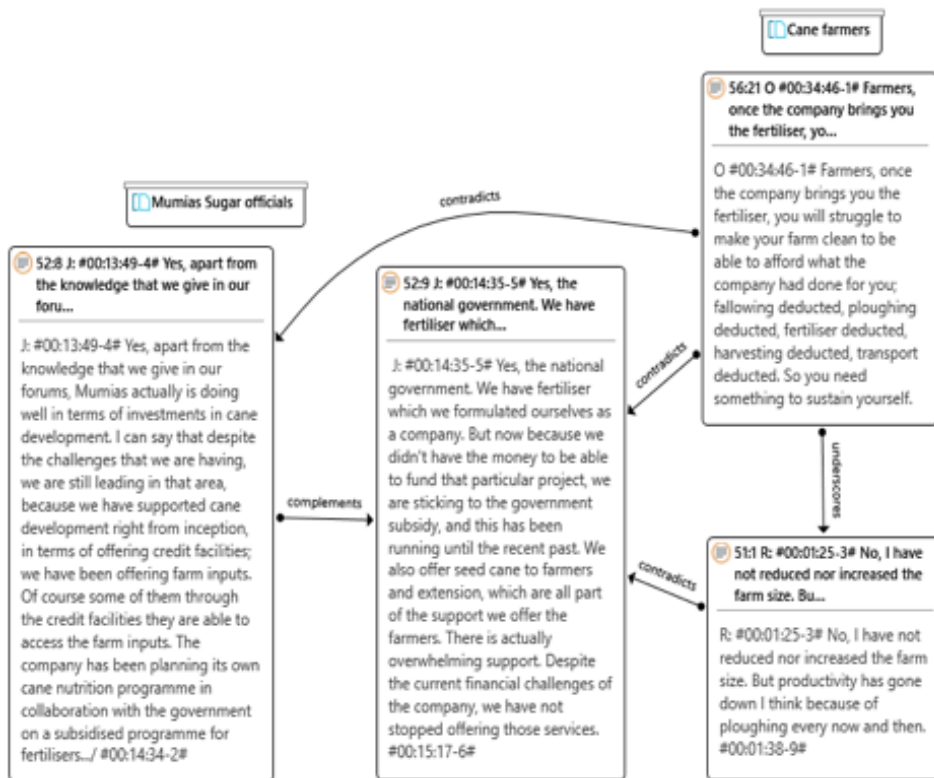 Cane farmers
56:21 O #00:34:46-1# Farmers,
once the company brings you
the fertiliser, yo...
O #00:34:46-1# Farmers, once
the company brings you the
fertiliser, you will struggle to
make your farm clean to be
able to afford what the
company had done for you;
fallowing deducted, ploughing
deducted, fertiliser deducted,
harvesting deducted, transport
deducted. So you need
something to sustain yourself.
contradicts
Mumias Sugar officials
52:8 J: #00:13:49-4# Yes, apart from
the knowledge that we give in our
foru...
J: #00:13:49-4# Yes, apart from the
knowledge that we give in our
forums, Mumias actually is doing
well in terms of investments in cane
development. I can say that despite
the challenges that we are having,
we are still leading in that area,
because we have supported cane
development right from inception,
in terms of offering credit facilities;
we have been offering farm inputs.
Of course some of them through
the credit facilities they are able to
access the farm inputs. The
company has been planning its own
cane nutrition programme in
collaboration with the government
on a subsidised programme for
fertilisers.../ #00:14:34-2#
complements
52:9 J: #00:14:35-5# Yes, the
national government. We have
fertiliser which...
J: #00:14:35-5# Yes, the national
government. We have fertiliser
which we formulated ourselves as
a company. But now because we
didn't have the money to be able
to fund that particular project, we
are sticking to the government
subsidy, and this has been
running until the recent past. We
also offer seed cane to farmers
and extension, which are all part
of the support we offer the
farmers. There is actually
overwhelming support. Despite
the current financial challenges of
the company, we have not
stopped offering those services.
#00:15:17-6#
contradicts
underscores
contradicts
51:1 R: #00:01:25-3# No, I have
not reduced nor increased the
farm size. Bu...
R: #00:01:25-3# No, I have not
reduced nor increased the farm
size. But productivity has gone
down I think because of
ploughing every now and then.
#00:01:38-9#